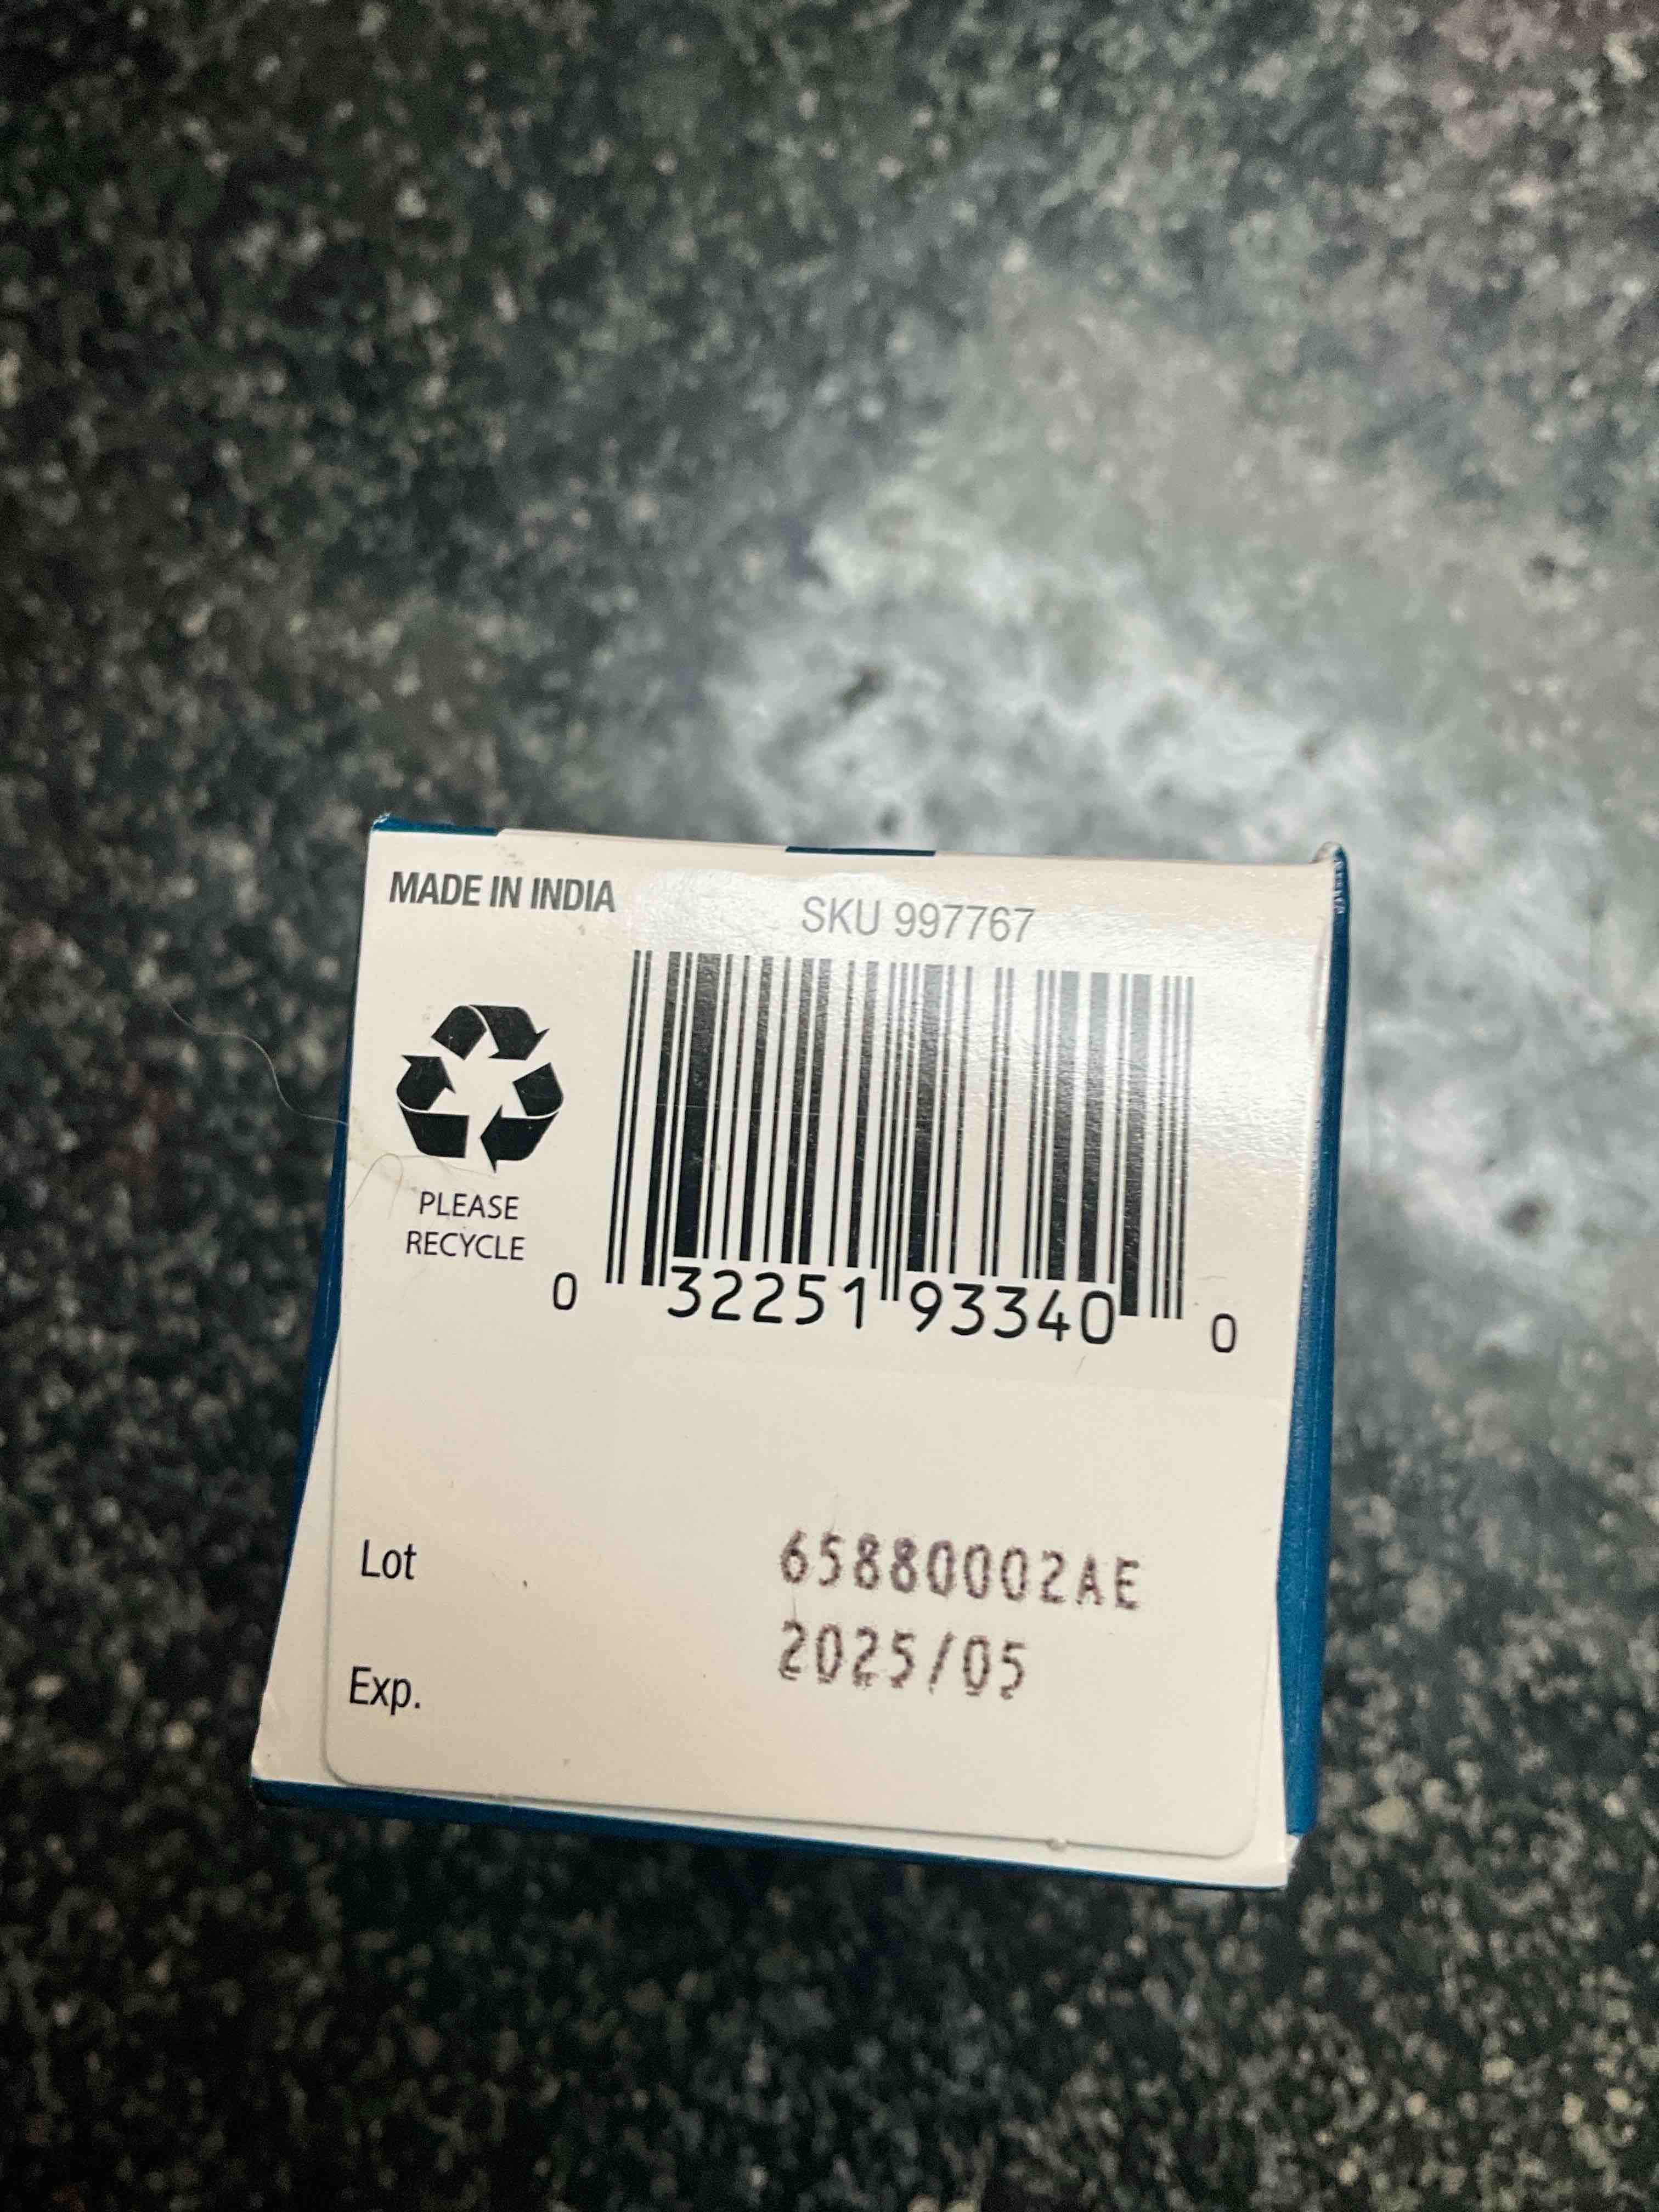 MADE IN INDIA
SKU 997767
PLEASE
RECYCLE
0 32251 93340 0
Lot 65880002AE
Exp. 2025/05